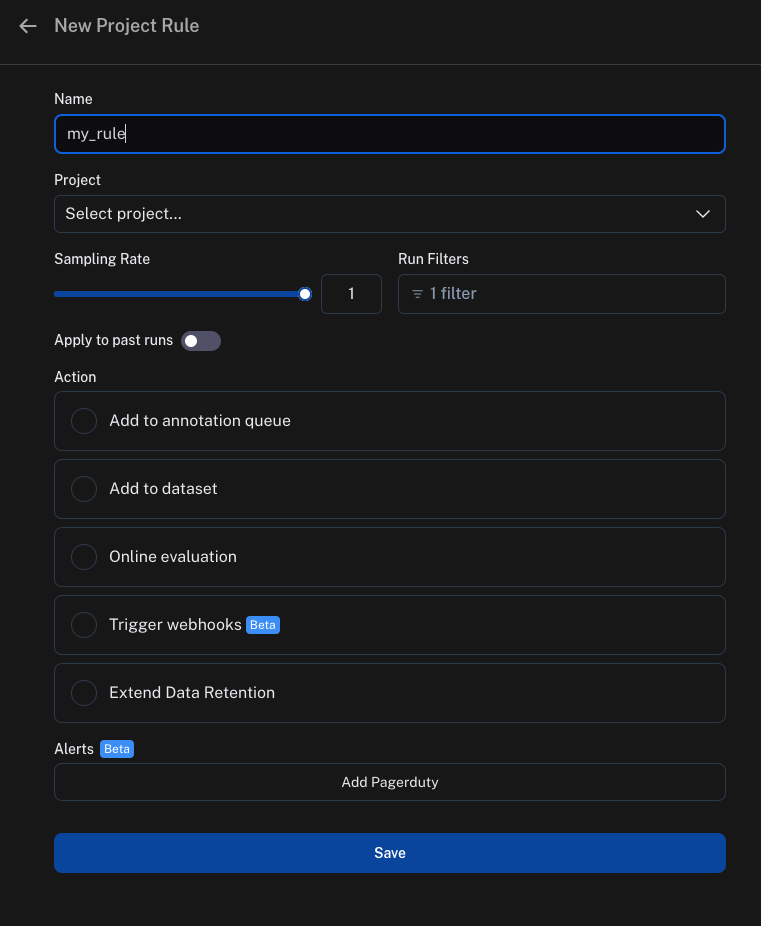 New Project Rule
Name
my_rule
Project
Select project...
Sampling Rate
Run Filters
1
1 filter
Apply to past runs
Action
Add to annotation queue
Add to dataset
Online evaluation
Trigger webhooks Beta
Extend Data Retention
Alerts Beta
Add Pagerduty
Save